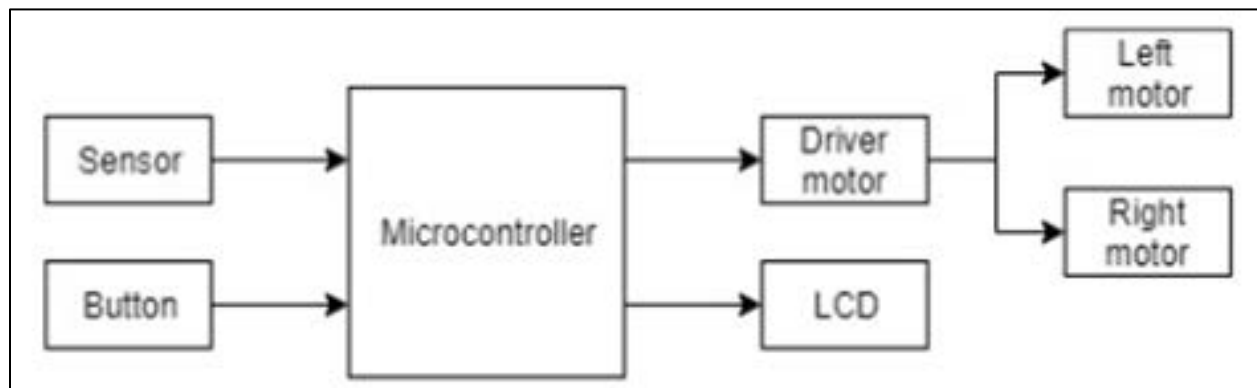 Sensor
Button
Microcontroller
Driver
motor
LCD
Left
motor
Right
motor